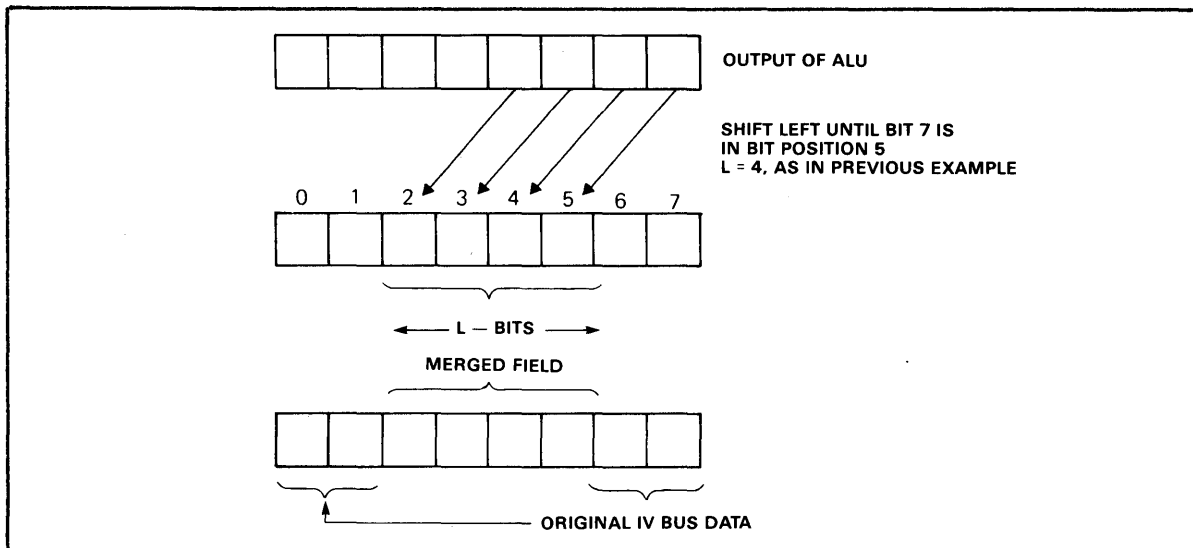 OUTPUT OF ALU
SHIFT LEFT UNTIL BIT 7 IS
IN BIT POSITION 5
L = 4, AS IN PREVIOUS EXAMPLE
0 1 2 3 4 5 6 7
L — BITS
MERGED FIELD
ORIGINAL IV BUS DATA